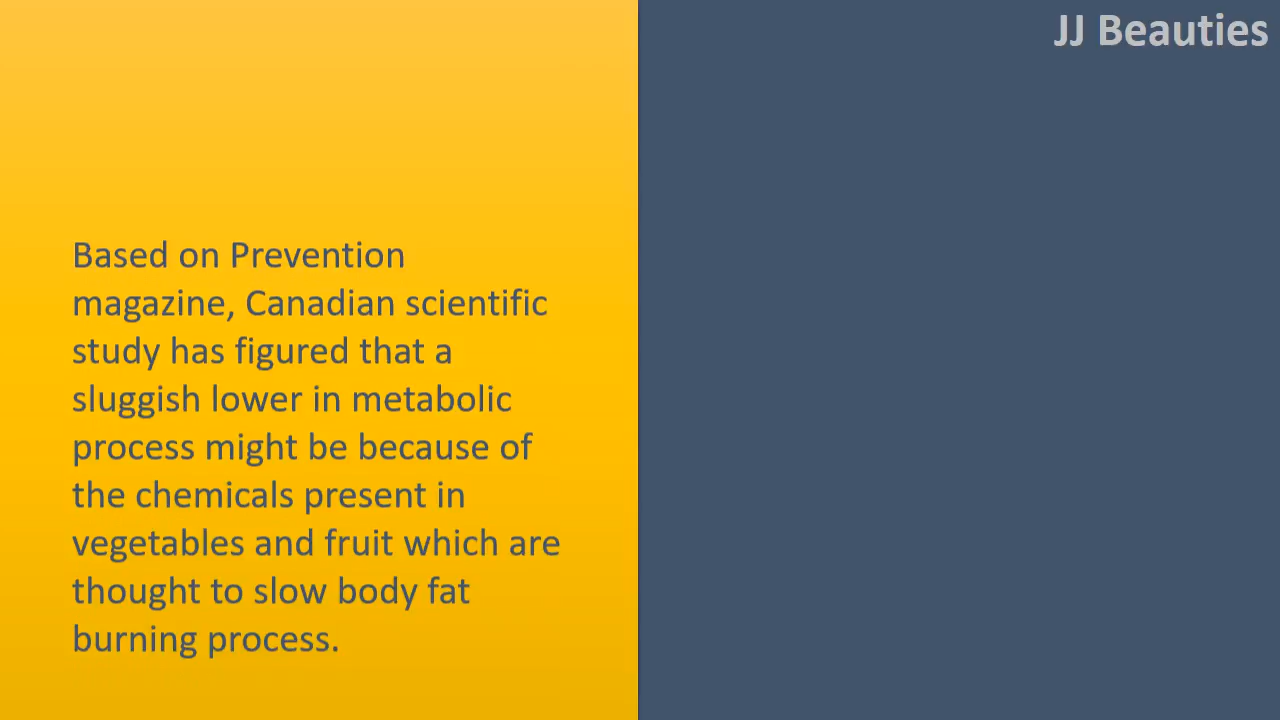 JJ Beauties
Based on Prevention
magazine, Canadian scientific
study has figured that a
sluggish lower in metabolic
process might be because of
the chemicals present in
vegetables and fruit which are
thought to slow body fat
burning process.